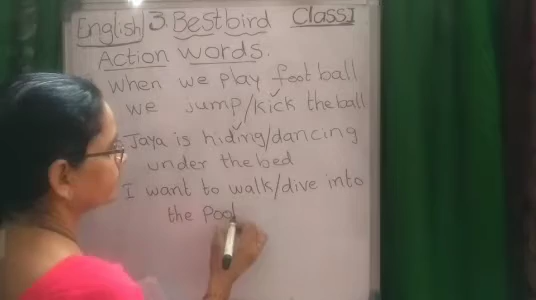 English 3. Best bird Class I
Action words.
When we play foot ball
we jump/kick the ball
Jaya is hiding/dancing
under the bed
I want to walk/dive into
the Pool